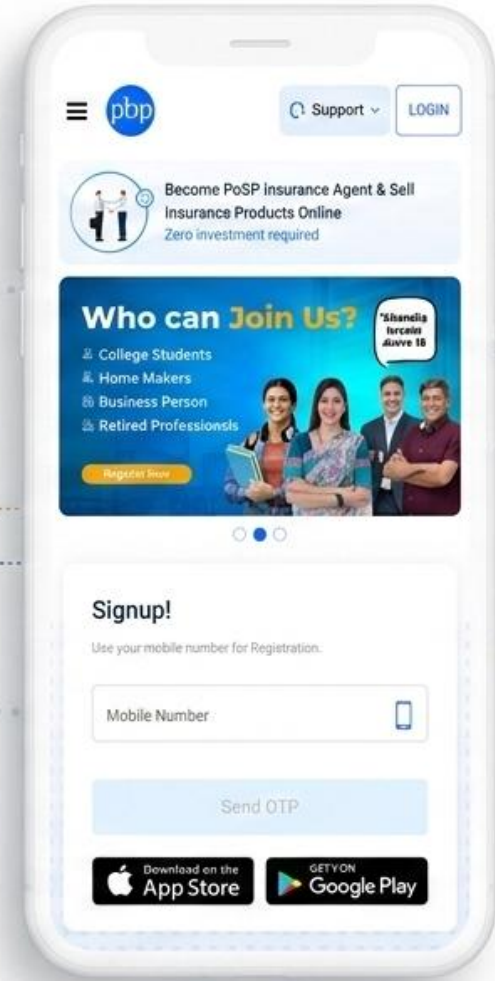 pbp
Support
LOGIN
Become PoSP insurance Agent & Sell
Insurance Products Online
Zero investment required
Who can Join Us?
College Students
Home Makers
Business Person
Retired Professionsls
Signup!
Use your mobile number for Registration.
Mobile Number
Send OTP
Download on the
App Store
GETY ON
Google Play